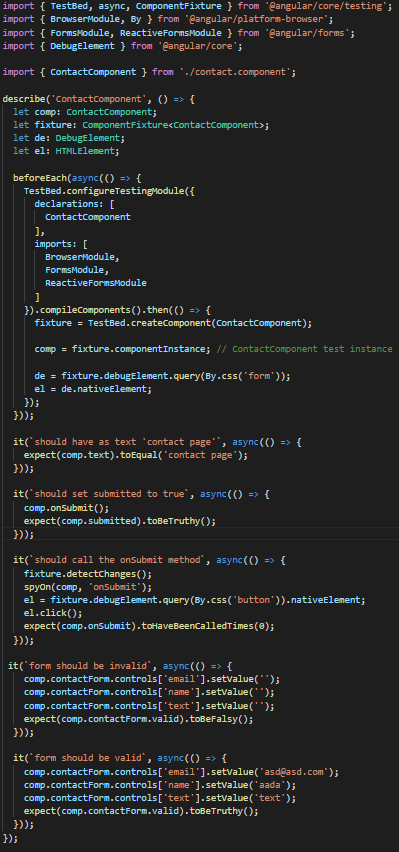 import { TestBed, async, ComponentFixture } from '@angular/core/testing';
import { BrowserModule, By } from '@angular/platform-browser';
import { FormsModule, ReactiveFormsModule } from '@angular/forms';
import { DebugElement } from '@angular/core';

import { ContactComponent } from './contact.component';

describe('ContactComponent', () => {
  let comp: ContactComponent;
  let fixture: ComponentFixture<ContactComponent>;
  let de: DebugElement;
  let el: HTMLElement;

  beforeEach(async(() => {
    TestBed.configureTestingModule({
      declarations: [
        ContactComponent
      ],
      imports: [
        BrowserModule,
        FormsModule,
        ReactiveFormsModule
      ]
    }).compileComponents().then(() => {
      fixture = TestBed.createComponent(ContactComponent);

      comp = fixture.componentInstance; // ContactComponent test instance

      de = fixture.debugElement.query(By.css('form'));
      el = de.nativeElement;
    });
  }));

  it(`should have as text 'contact page'`, async(() => {
    expect(comp.text).toEqual('contact page');
  }));

  it(`should set submitted to true`, async(() => {
    comp.onSubmit();
    expect(comp.submitted).toBeTruthy();
  }));

  it(`should call the onSubmit method`, async(() => {
    fixture.detectChanges();
    spyOn(comp, 'onSubmit');
    el = fixture.debugElement.query(By.css('button')).nativeElement;
    el.click();
    expect(comp.onSubmit).toHaveBeenCalledTimes(0);
  }));

 it(`form should be invalid`, async(() => {
    comp.contactForm.controls['email'].setValue('');
    comp.contactForm.controls['name'].setValue('');
    comp.contactForm.controls['text'].setValue('');
    expect(comp.contactForm.valid).toBeFalsy();
  }));

  it(`form should be valid`, async(() => {
    comp.contactForm.controls['email'].setValue('asd@asd.com');
    comp.contactForm.controls['name'].setValue('aada');
    comp.contactForm.controls['text'].setValue('text');
    expect(comp.contactForm.valid).toBeTruthy();
  }));
});